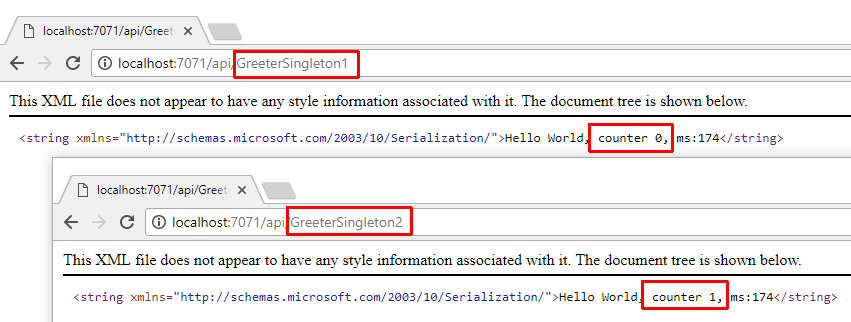 localhost:7071/api/Greet
localhost:7071/api/GreeterSingleton1
This XML file does not appear to have any style information associated with it. The document tree is shown below.
<string xmlns="http://schemas.microsoft.com/2003/10/Serialization/">Hello World, counter 0, ms:174</string>
localhost:7071/api/Greet
localhost:7071/api/GreeterSingleton2
This XML file does not appear to have any style information associated with it. The document tree is shown below.
<string xmlns="http://schemas.microsoft.com/2003/10/Serialization/">Hello World, counter 1, ms:174</string>